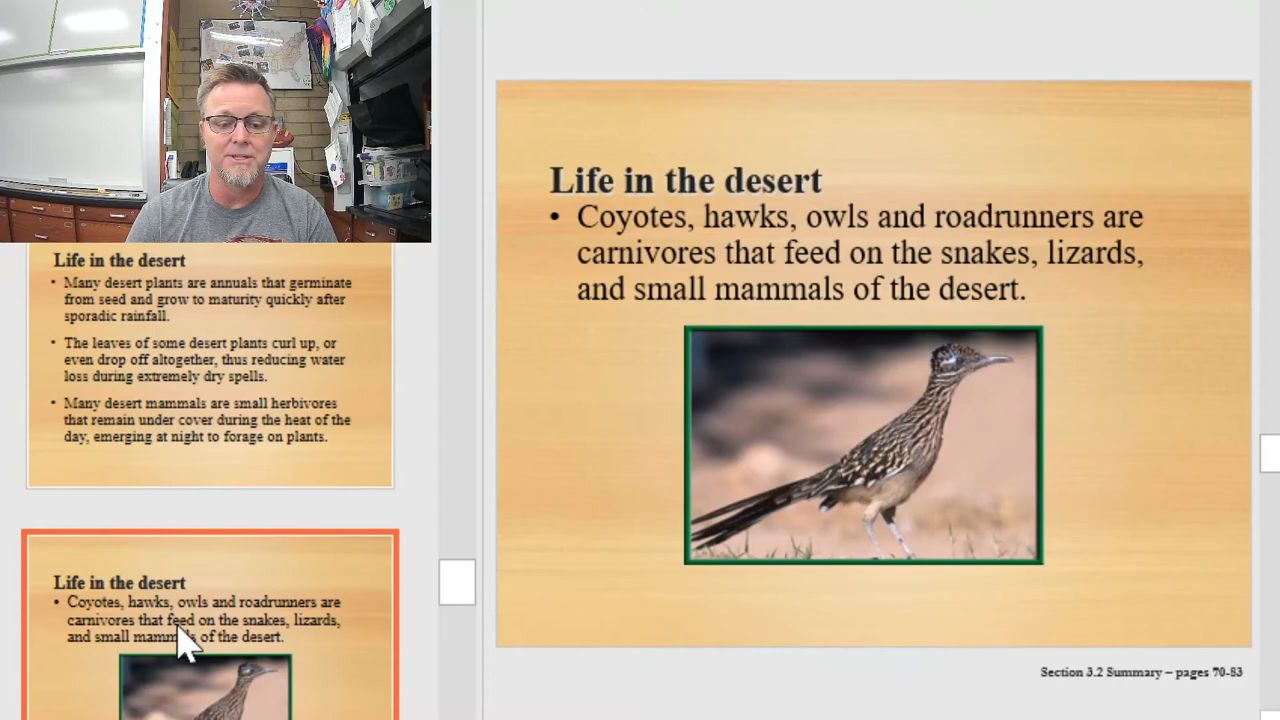 Life in the desert
• Many desert plants are annuals that germinate
from seed and grow to maturity quickly after
sporadic rainfall.
• The leaves of some desert plants curl up, or
even drop off altogether, thus reducing water
loss during extremely dry spells.
• Many desert mammals are small herbivores
that remain under cover during the heat of the
day, emerging at night to forage on plants.
Life in the desert
• Coyotes, hawks, owls and roadrunners are
carnivores that feed on the snakes, lizards,
and small mammals of the desert.
Life in the desert
• Coyotes, hawks, owls and roadrunners are
carnivores that feed on the snakes, lizards,
and small mammals of the desert.
Section 3.2 Summary – pages 70-83